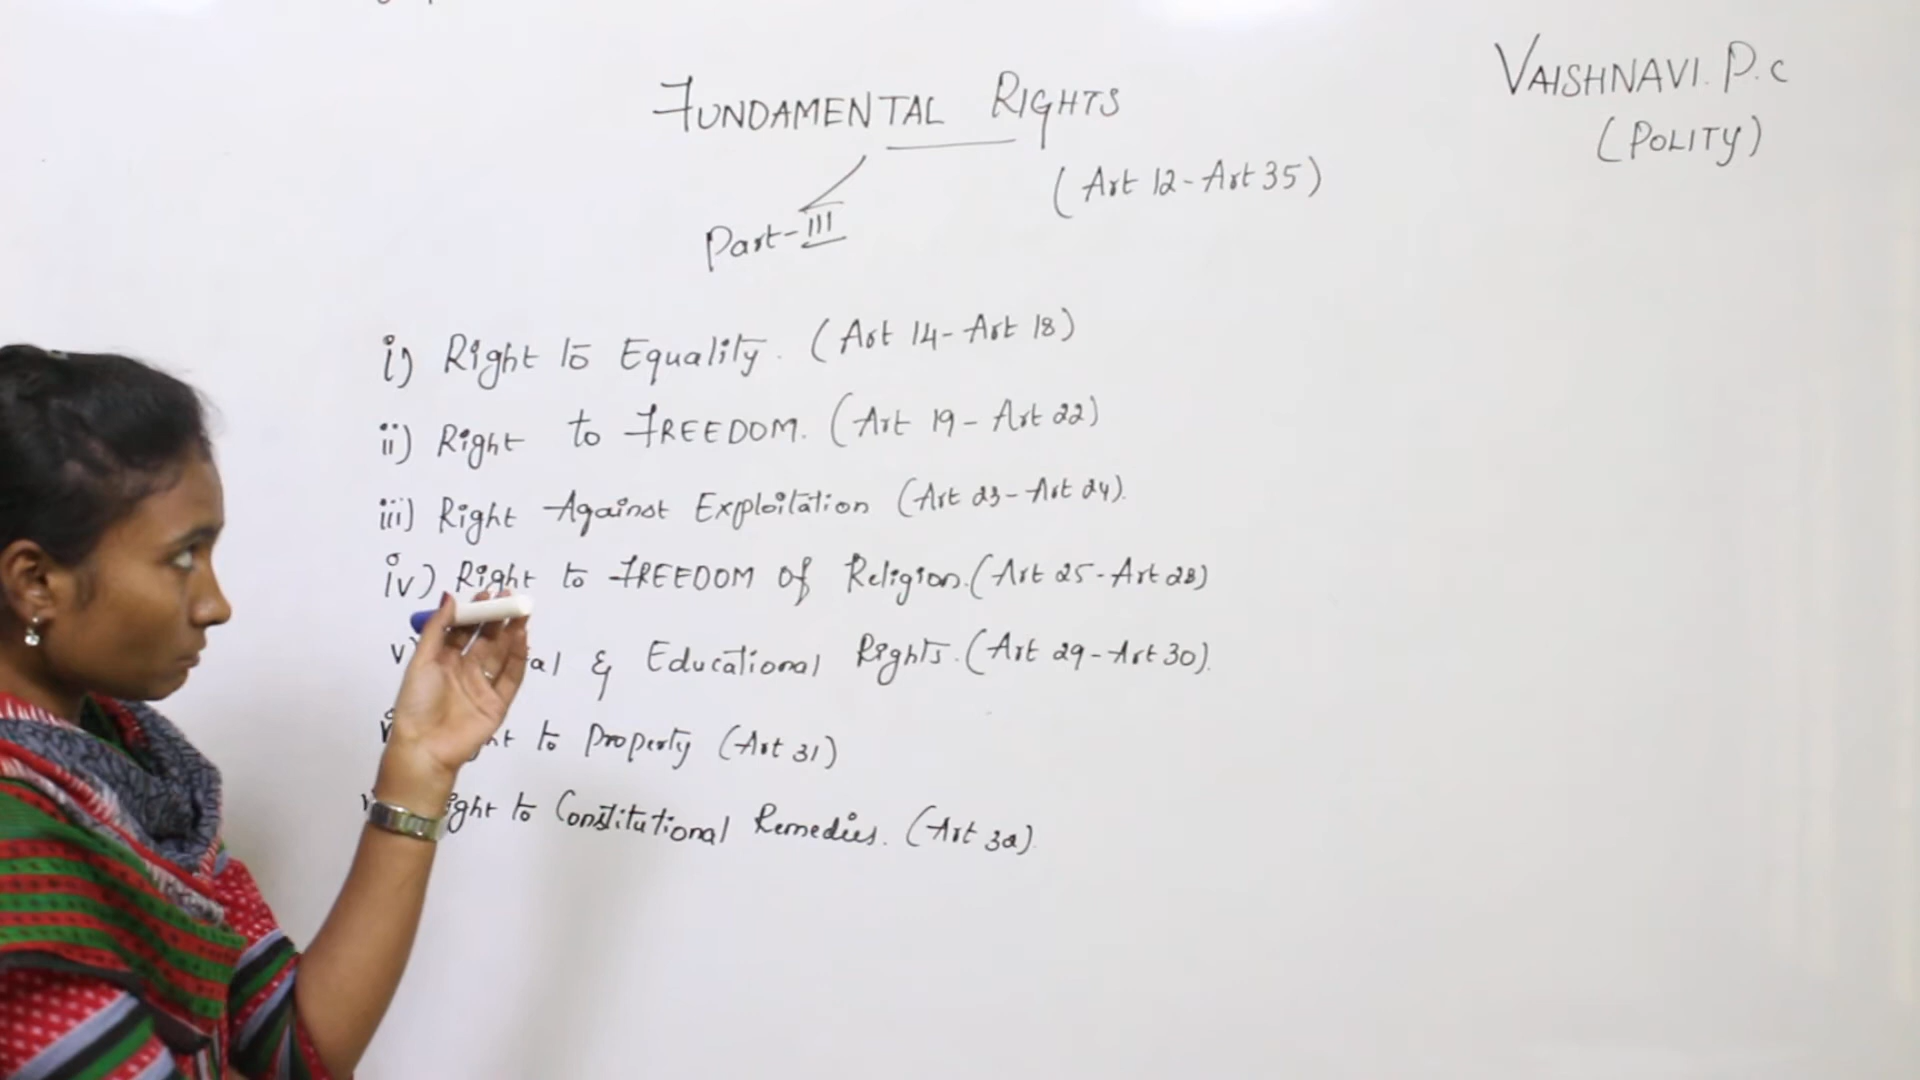 FUNDAMENTAL RIGHTS
VAISHNAVI. P.C
(POLITY)
(Art 12-Art 35)
Part-III
i) Right to Equality. (Art 14-Art 18)
ii) Right to FREEDOM. (Art 19-Art 22)
iii) Right Against Exploitation (Art 23-Art 24).
iv) Right to FREEDOM of Religion. (Art 25-Art 28)
& Educational Rights. (Art 29-Art 30).
to Property (Art 31)
to Constitutional Remedies. (Art 32).